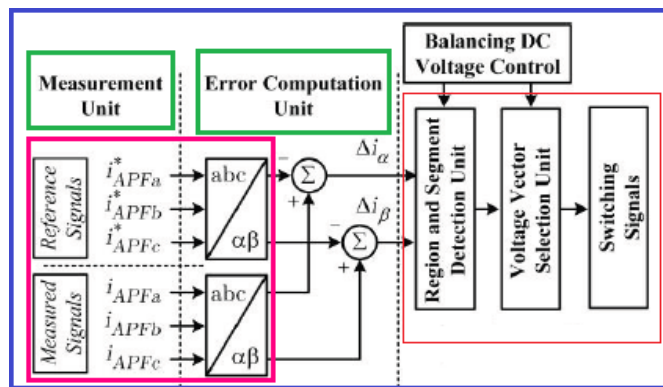 Balancing DC
Voltage Control
Measurement
Unit
Error Computation
Unit
Reference
Signals
i*APFa
i*APFb
i*APFc
abc
αβ
Σ
Δiα
−
+
Σ
Δiβ
−
+
Measured
Signals
iAPFa
iAPFb
iAPFc
abc
αβ
Region and Segment
Detection Unit
Voltage Vector
Selection Unit
Switching
Signals